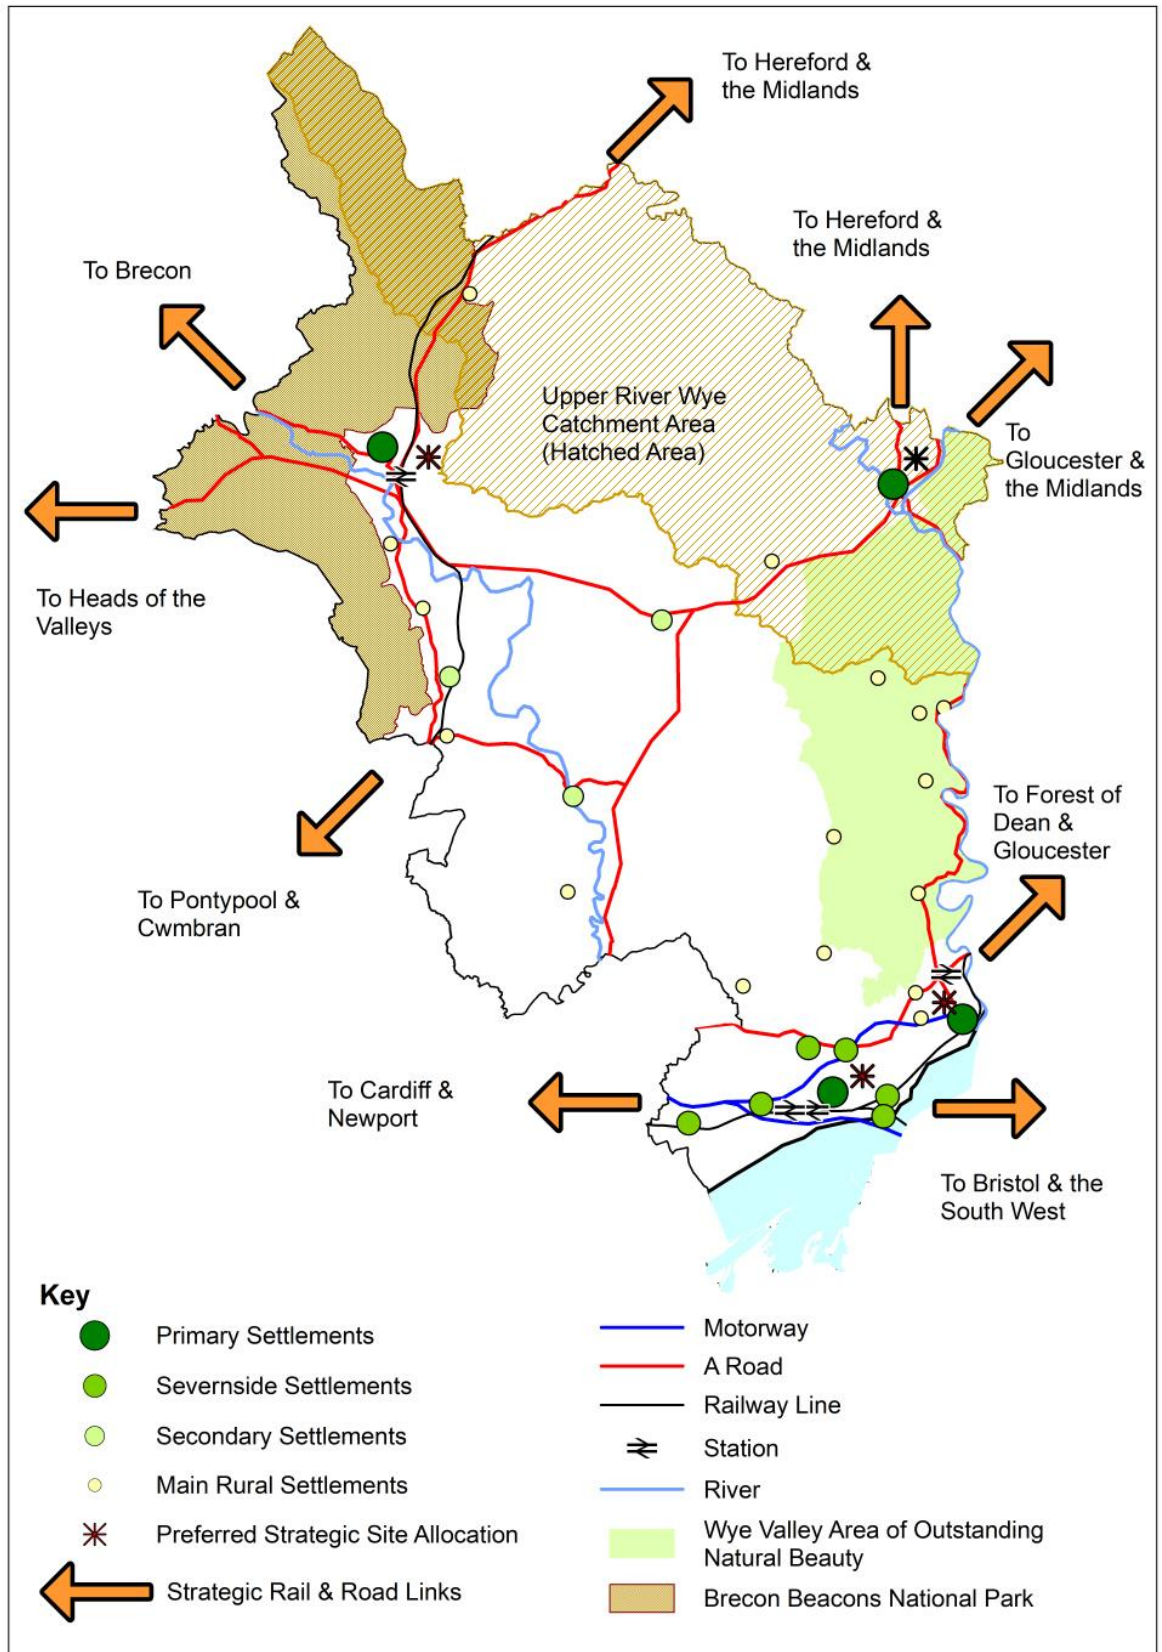 To Hereford &
the Midlands
To Hereford &
the Midlands
To Brecon
Upper River Wye
Catchment Area
(Hatched Area)
To
Gloucester &
the Midlands
To Heads of the
Valleys
To Forest of
Dean &
Gloucester
To Pontypool &
Cwmbran
To Cardiff &
Newport
To Bristol & the
South West
Key
Primary Settlements
Severnside Settlements
Secondary Settlements
Main Rural Settlements
Preferred Strategic Site Allocation
Strategic Rail & Road Links
Motorway
A Road
Railway Line
Station
River
Wye Valley Area of Outstanding
Natural Beauty
Brecon Beacons National Park